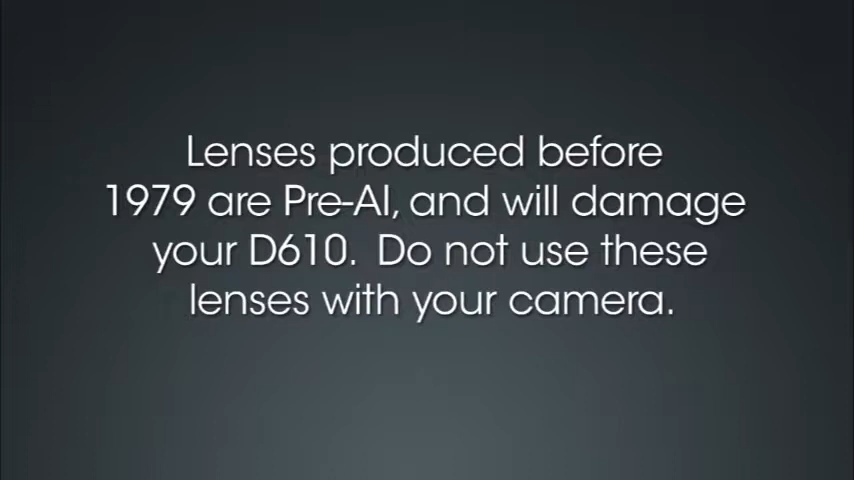 Lenses produced before
1979 are Pre-AI, and will damage
your D610.  Do not use these
lenses with your camera.